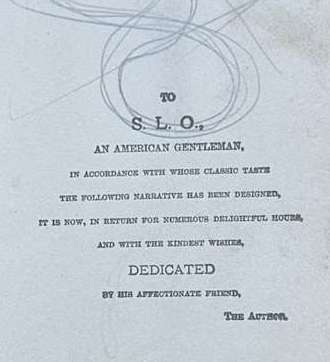 TO
S. L. O.,
AN AMERICAN GENTLEMAN,
IN ACCORDANCE WITH WHOSE CLASSIC TASTE
THE FOLLOWING NARRATIVE HAS BEEN DESIGNED,
IT IS NOW, IN RETURN FOR NUMEROUS DELIGHTFUL HOURS,
AND WITH THE KINDEST WISHES,
DEDICATED
BY HIS AFFECTIONATE FRIEND,
THE AUTHOR.